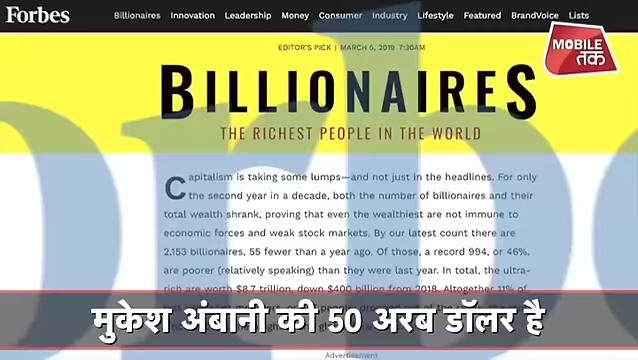 Forbes
Billionaires Innovation Leadership Money Consumer Industry Lifestyle Featured BrandVoice Lists
MOBILE
तक
EDITOR'S PICK | MARCH 5, 2019 7:30AM
BILLIONAIRES
THE RICHEST PEOPLE IN THE WORLD
Capitalism is taking some lumps—and not just in the headlines. For only
the second year in a decade, both the number of billionaires and their
total wealth shrank, proving that even the wealthiest are not immune to
economic forces and weak stock markets. By our latest count there are
2,153 billionaires, 55 fewer than a year ago. Of those, a record 994, or 46%,
are poorer (relatively speaking) than they were last year. In total, the ultra-
rich are worth $8.7 trillion, down $400 billion from 2018. Altogether 11% of
मुकेश अंबानी की 50 अरब डॉलर है
Advertisement